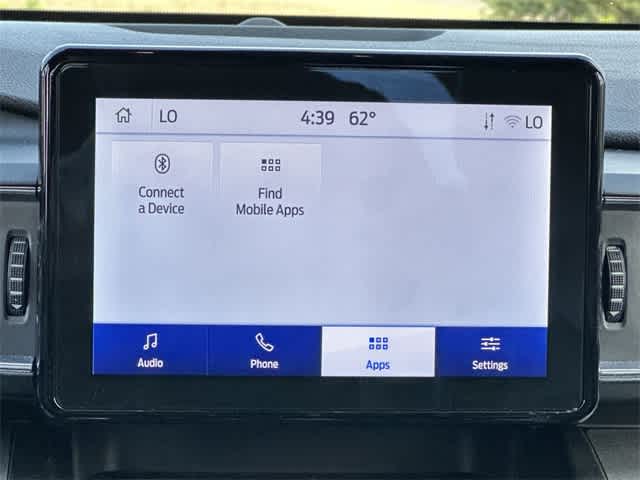 LO 4:39 62° LO
Connect
a Device
Find
Mobile Apps
Audio Phone Apps Settings